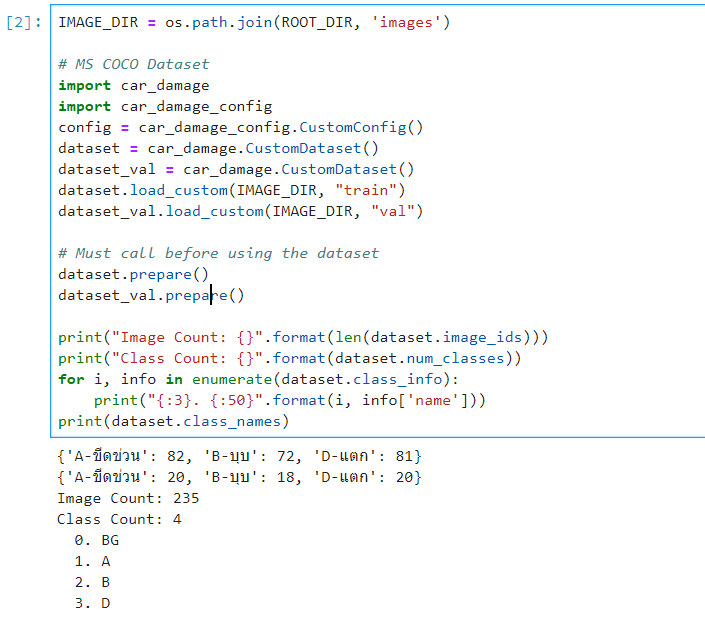 [2]: IMAGE_DIR = os.path.join(ROOT_DIR, 'images')
# MS COCO Dataset
import car_damage
import car_damage_config
config = car_damage_config.CustomConfig()
dataset = car_damage.CustomDataset()
dataset_val = car_damage.CustomDataset()
dataset.load_custom(IMAGE_DIR, "train")
dataset_val.load_custom(IMAGE_DIR, "val")
# Must call before using the dataset
dataset.prepare()
dataset_val.prepare()
print("Image Count: {}".format(len(dataset.image_ids)))
print("Class Count: {}".format(dataset.num_classes))
for i, info in enumerate(dataset.class_info):
    print("{:3}. {:50}".format(i, info['name']))
print(dataset.class_names)
{'A-ขีดข่วน': 82, 'B-บุบ': 72, 'D-แตก': 81}
{'A-ขีดข่วน': 20, 'B-บุบ': 18, 'D-แตก': 20}
Image Count: 235
Class Count: 4
  0. BG
  1. A
  2. B
  3. D